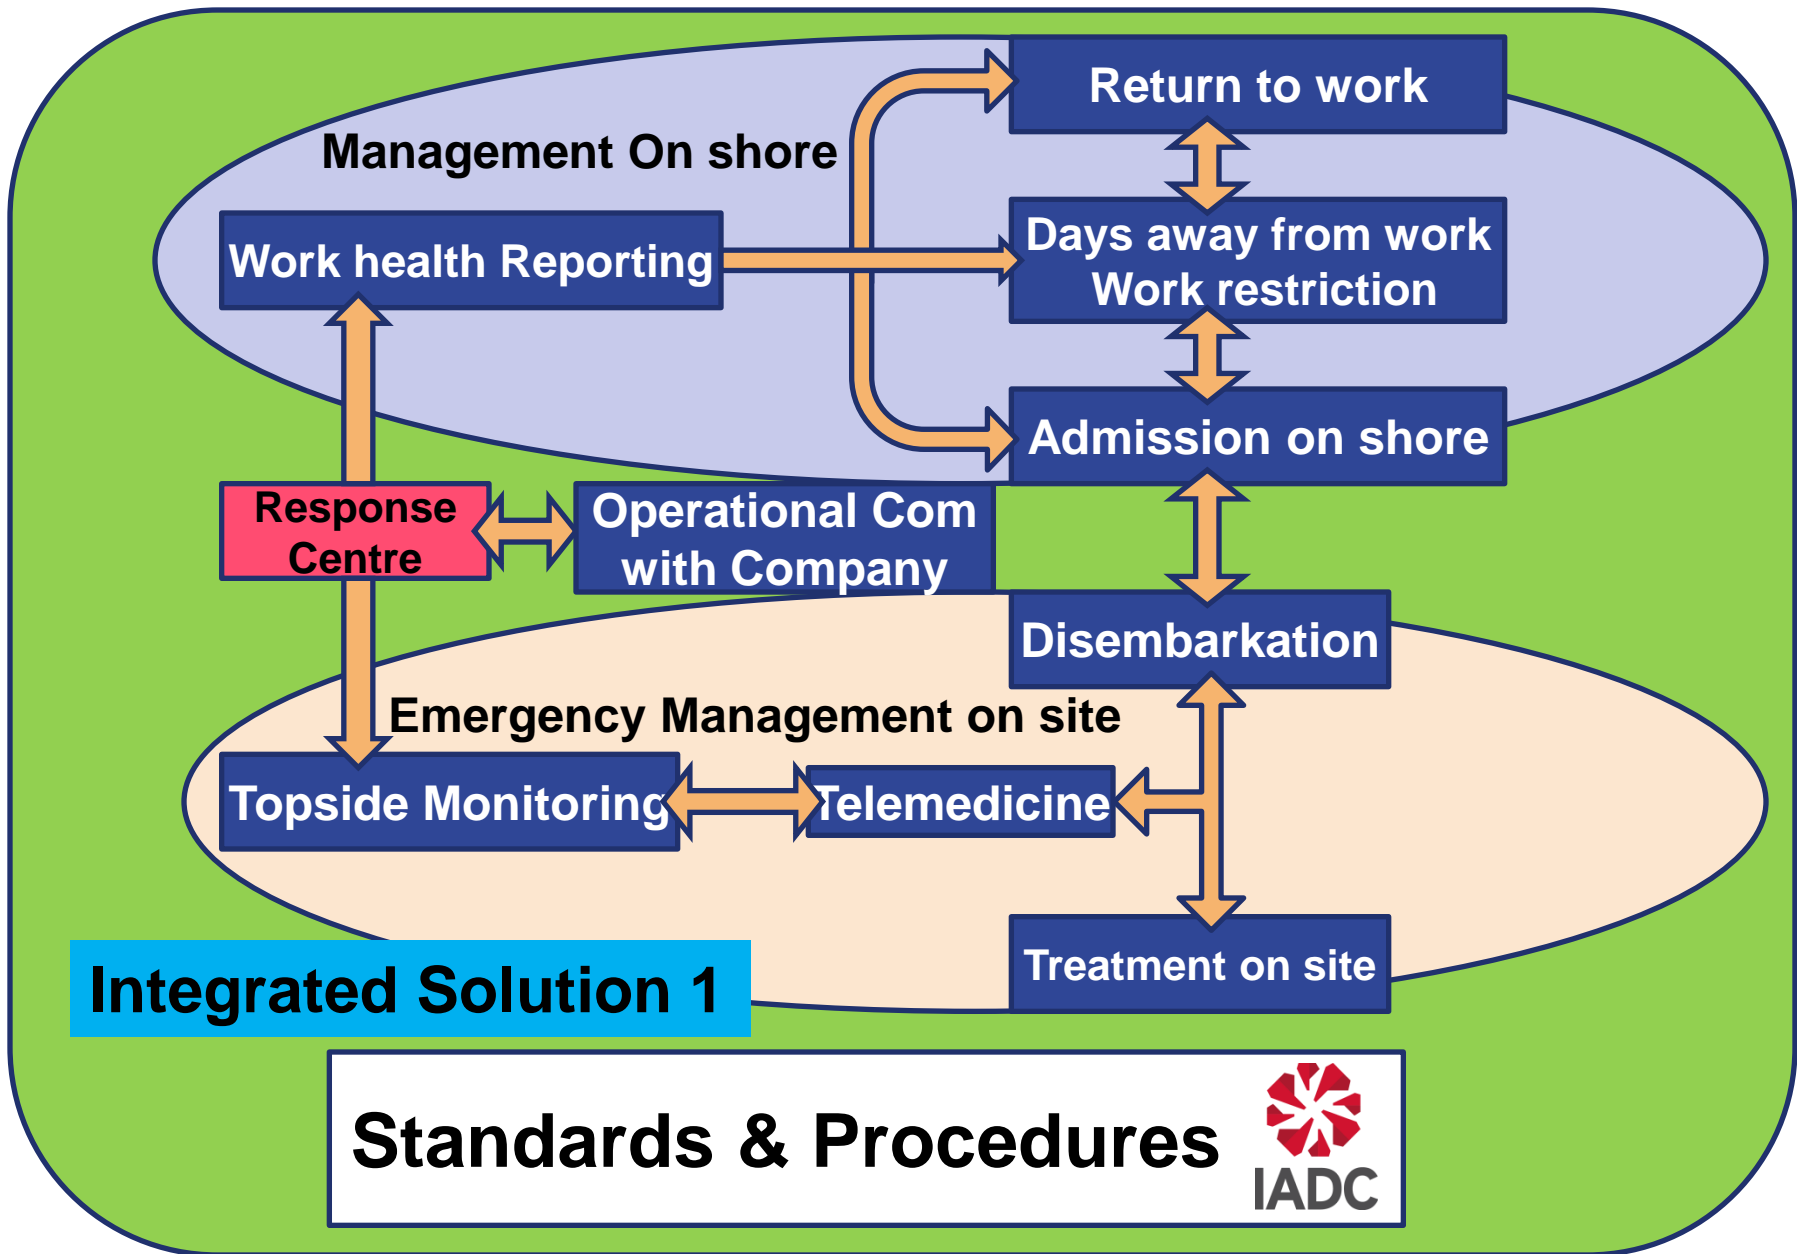 Return to work
Management On shore
Work health Reporting
Days away from work
Work restriction
Admission on shore
Response
Centre
Operational Com
with Company
Disembarkation
Emergency Management on site
Topside Monitoring
Telemedicine
Treatment on site
Integrated Solution 1
Standards & Procedures
IADC